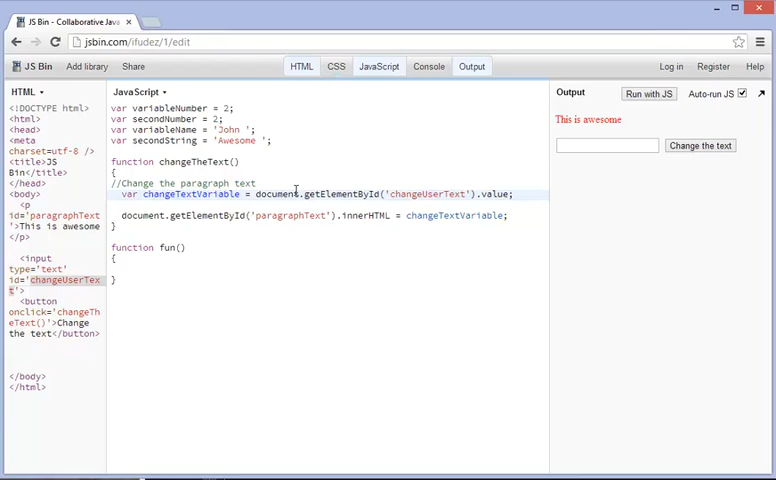 JS Bin - Collaborative Java
jsbin.com/ifudez/1/edit
JS Bin
Add library
Share
HTML
CSS
JavaScript
Console
Output
Log in
Register
Help
HTML
<!DOCTYPE html>
<html>
<head>
<meta
charset=utf-8 />
<title>JS
Bin</title>
</head>
<body>
<p
id='paragraphText
'>This is awesome
</p>
<input
type='text'
id='changeUserTex
t'>
<button
onclick='changeTh
eText()'>Change
the text</button>
</body>
</html>
JavaScript
var variableNumber = 2;
var secondNumber = 2;
var variableName = 'John ';
var secondString = 'Awesome ';
function changeTheText()
{
//Change the paragraph text
var changeTextVariable = document.getElementById('changeUserText').value;
document.getElementById('paragraphText').innerHTML = changeTextVariable;
}
function fun()
{
}
Output
Run with JS
Auto-run JS
This is awesome
Change the text